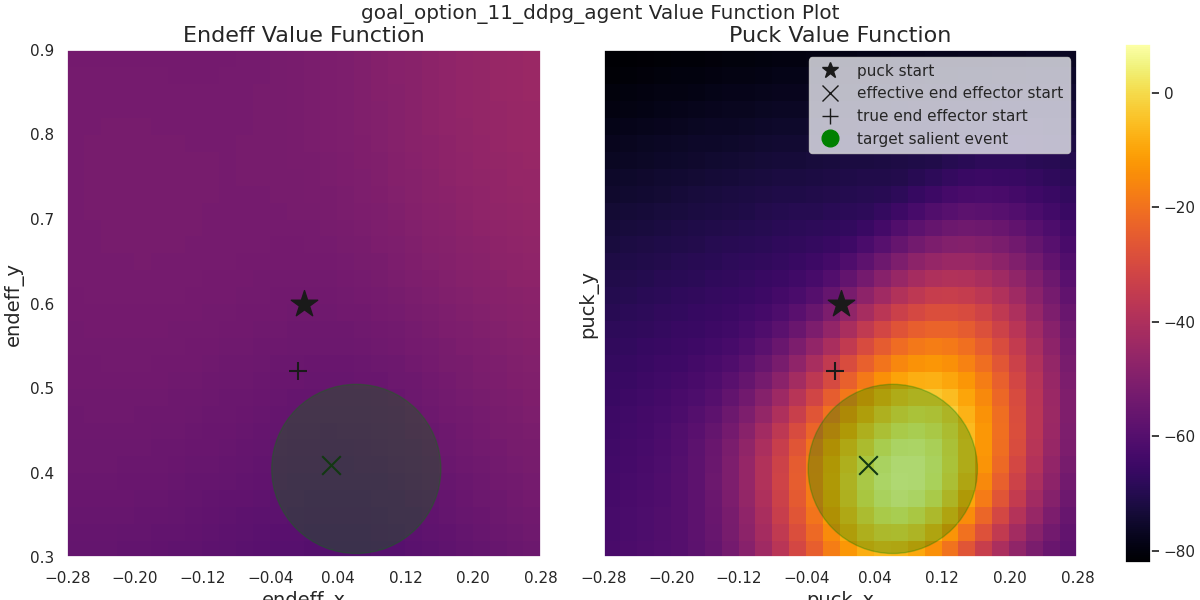 goal_option_11_ddpg_agent Value Function Plot
Endeff Value Function
Puck Value Function
0.9
0.8
0.7
0.6
0.5
0.4
0.3
endeff_y
−0.28 −0.20 −0.12 −0.04 0.04 0.12 0.20 0.28
endeff_x
puck_y
puck start
effective end effector start
true end effector start
target salient event
−0.28 −0.20 −0.12 −0.04 0.04 0.12 0.20 0.28
puck_x
0
−20
−40
−60
−80